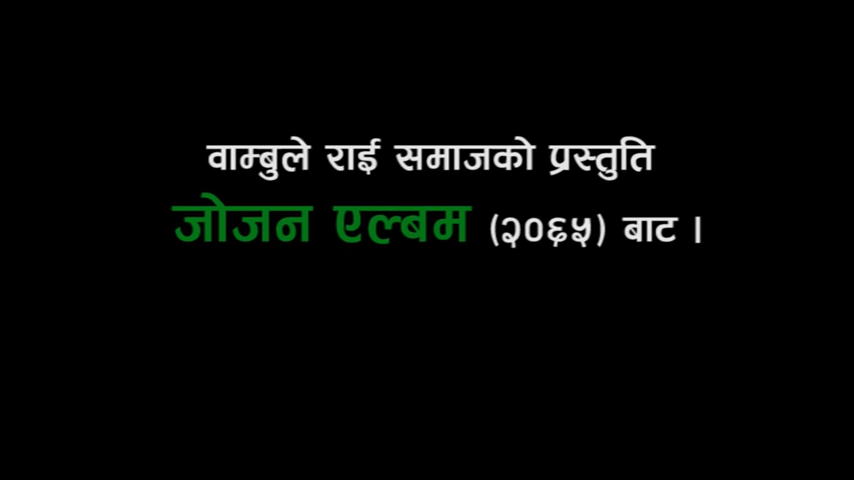 वाम्बुले राई समाजको प्रस्तुति
जोजन एल्बम (२०६५) बाट ।